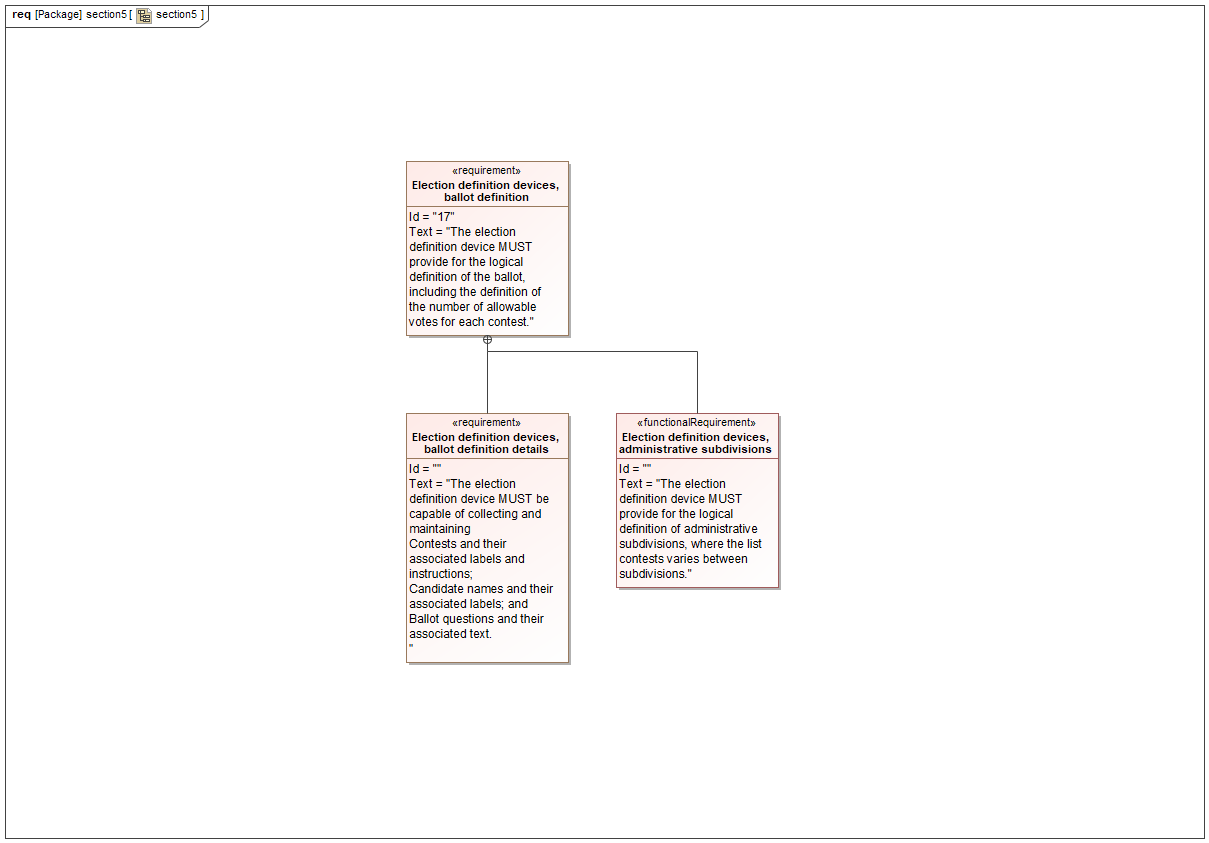 req [Package] section5 [ section5 ]
«requirement»
Election definition devices,
ballot definition
Id = "17"
Text = "The election
definition device MUST
provide for the logical
definition of the ballot,
including the definition of
the number of allowable
votes for each contest."
«requirement»
Election definition devices,
ballot definition details
Id = ""
Text = "The election
definition device MUST be
capable of collecting and
maintaining
Contests and their
associated labels and
instructions;
Candidate names and their
associated labels; and
Ballot questions and their
associated text.
"
«functionalRequirement»
Election definition devices,
administrative subdivisions
Id = ""
Text = "The election
definition device MUST
provide for the logical
definition of administrative
subdivisions, where the list
contests varies between
subdivisions."